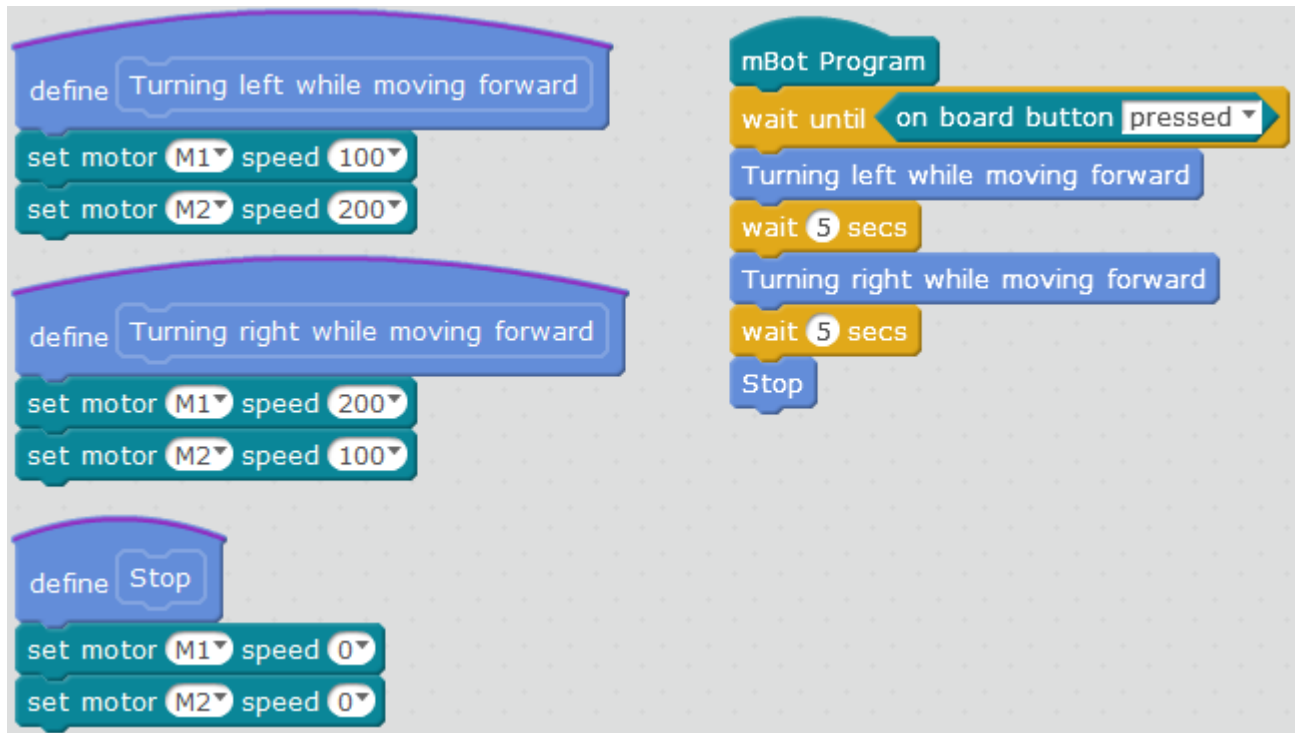 define Turning left while moving forward
set motor M1 speed 100
set motor M2 speed 200
define Turning right while moving forward
set motor M1 speed 200
set motor M2 speed 100
define Stop
set motor M1 speed 0
set motor M2 speed 0
mBot Program
wait until on board button pressed
Turning left while moving forward
wait 5 secs
Turning right while moving forward
wait 5 secs
Stop